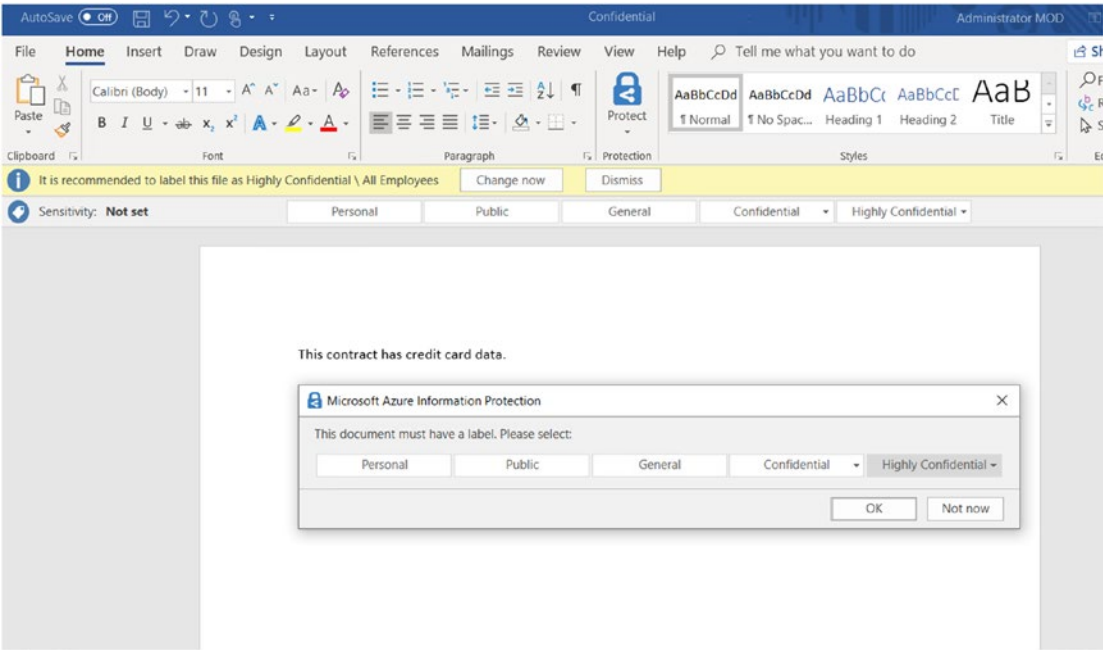 AutoSave Off Confidential Administrator MOD
File Home Insert Draw Design Layout References Mailings Review View Help Tell me what you want to do
Paste Calibri (Body) 11 Aa Protect AaBbCcDd AaBbCcDd AaBbCc AaBbCcD AaB
B I U ab x₂ x² A A ¶ Normal ¶ No Spac... Heading 1 Heading 2 Title
Clipboard Font Paragraph Protection Styles
It is recommended to label this file as Highly Confidential \ All Employees Change now Dismiss
Sensitivity: Not set Personal Public General Confidential Highly Confidential
This contract has credit card data.
Microsoft Azure Information Protection
This document must have a label. Please select:
Personal Public General Confidential Highly Confidential
OK Not now